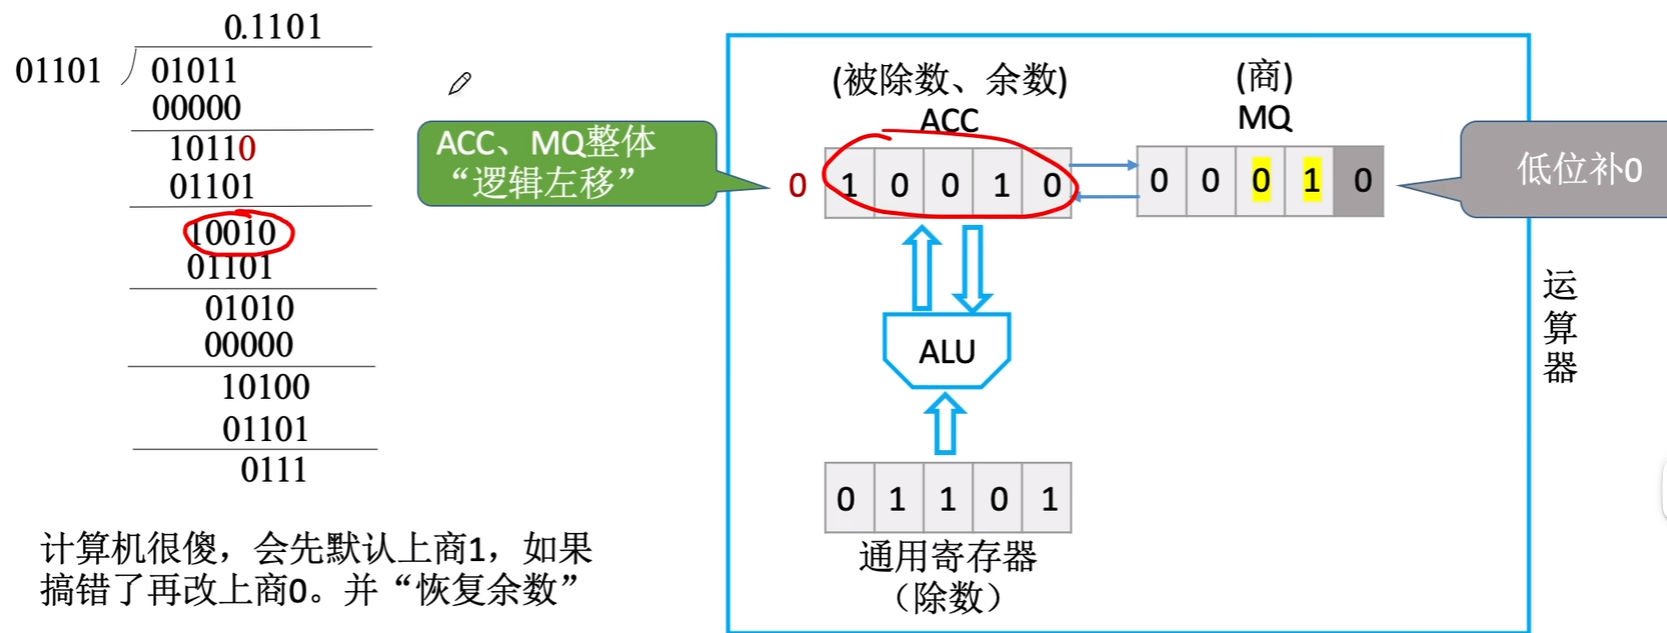 0.1101
01101 01011
00000
10110
01101
10010
01101
01010
00000
10100
01101
0111
计算机很傻，会先默认上商1，如果
搞错了再改上商0。并“恢复余数”
ACC、MQ整体
“逻辑左移”
(被除数、余数)
ACC
(商)
MQ
0 1 0 0 1 0
0 0 0 1 0
低位补0
ALU
0 1 1 0 1
通用寄存器
（除数）
运
算
器